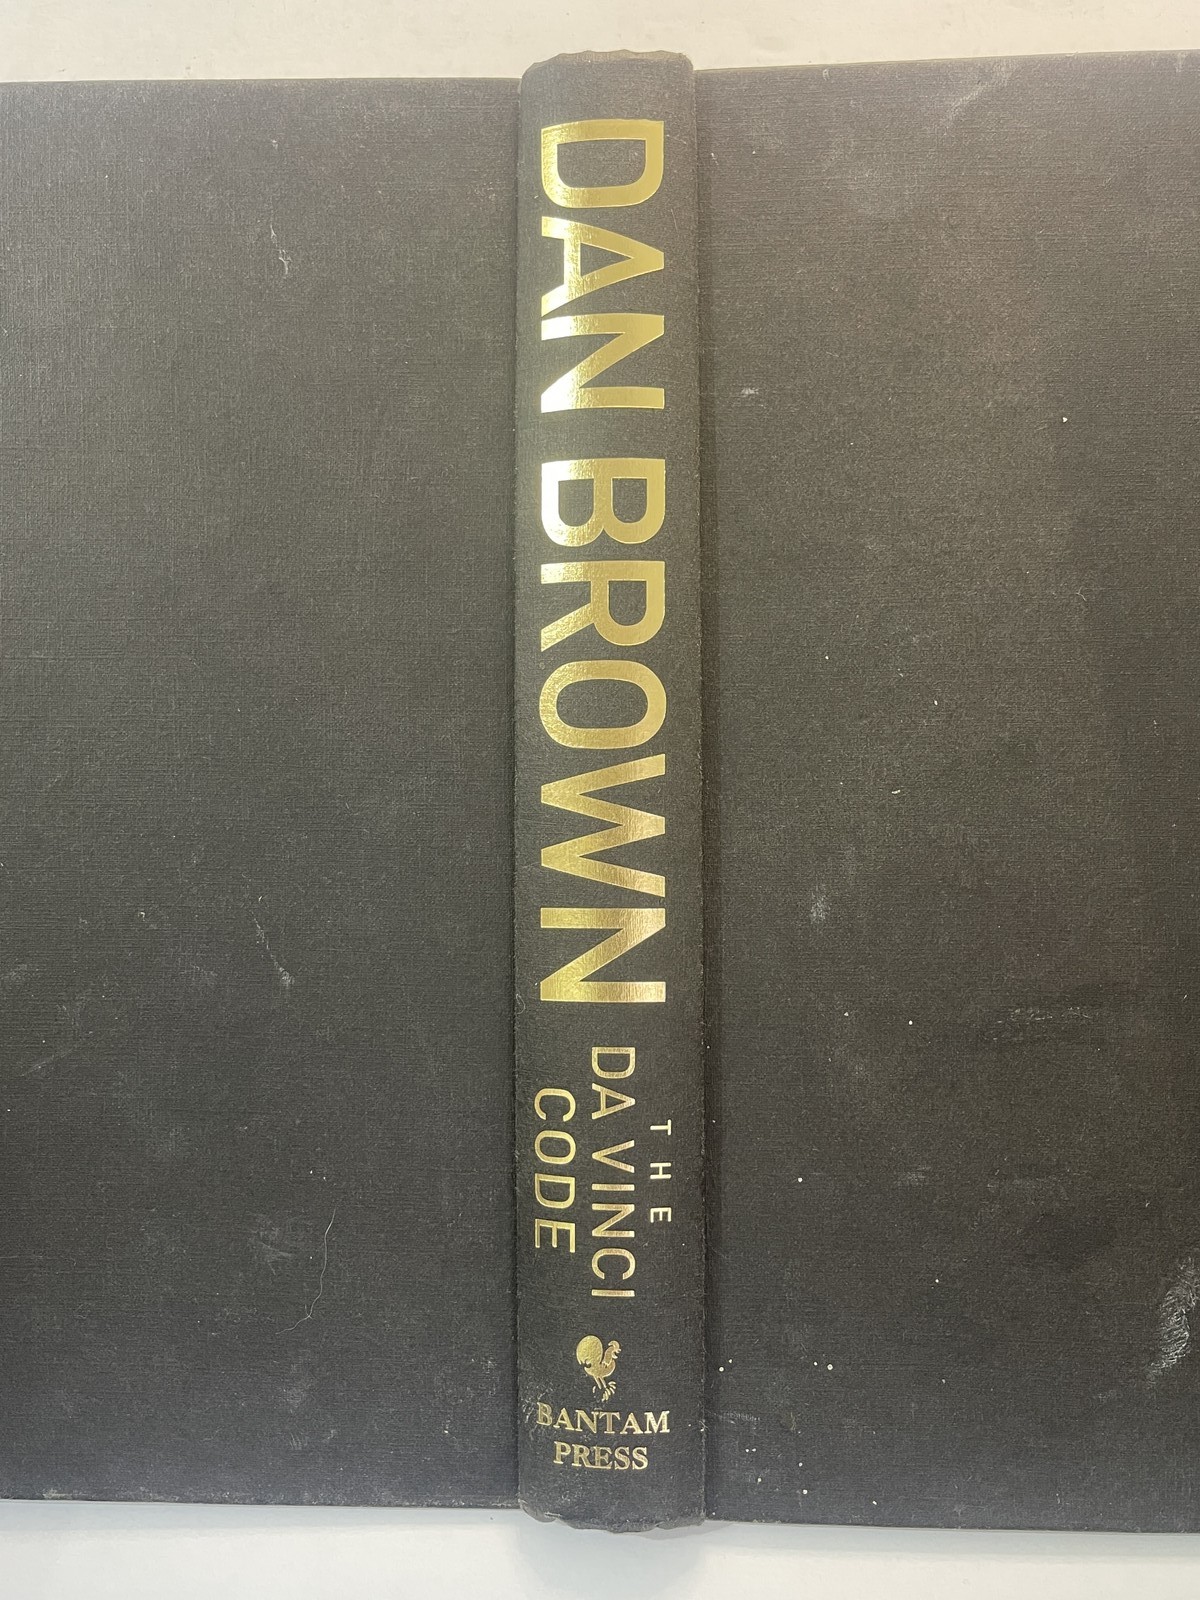 DAN BROWN
THE
DA VINCI
CODE
BANTAM
PRESS